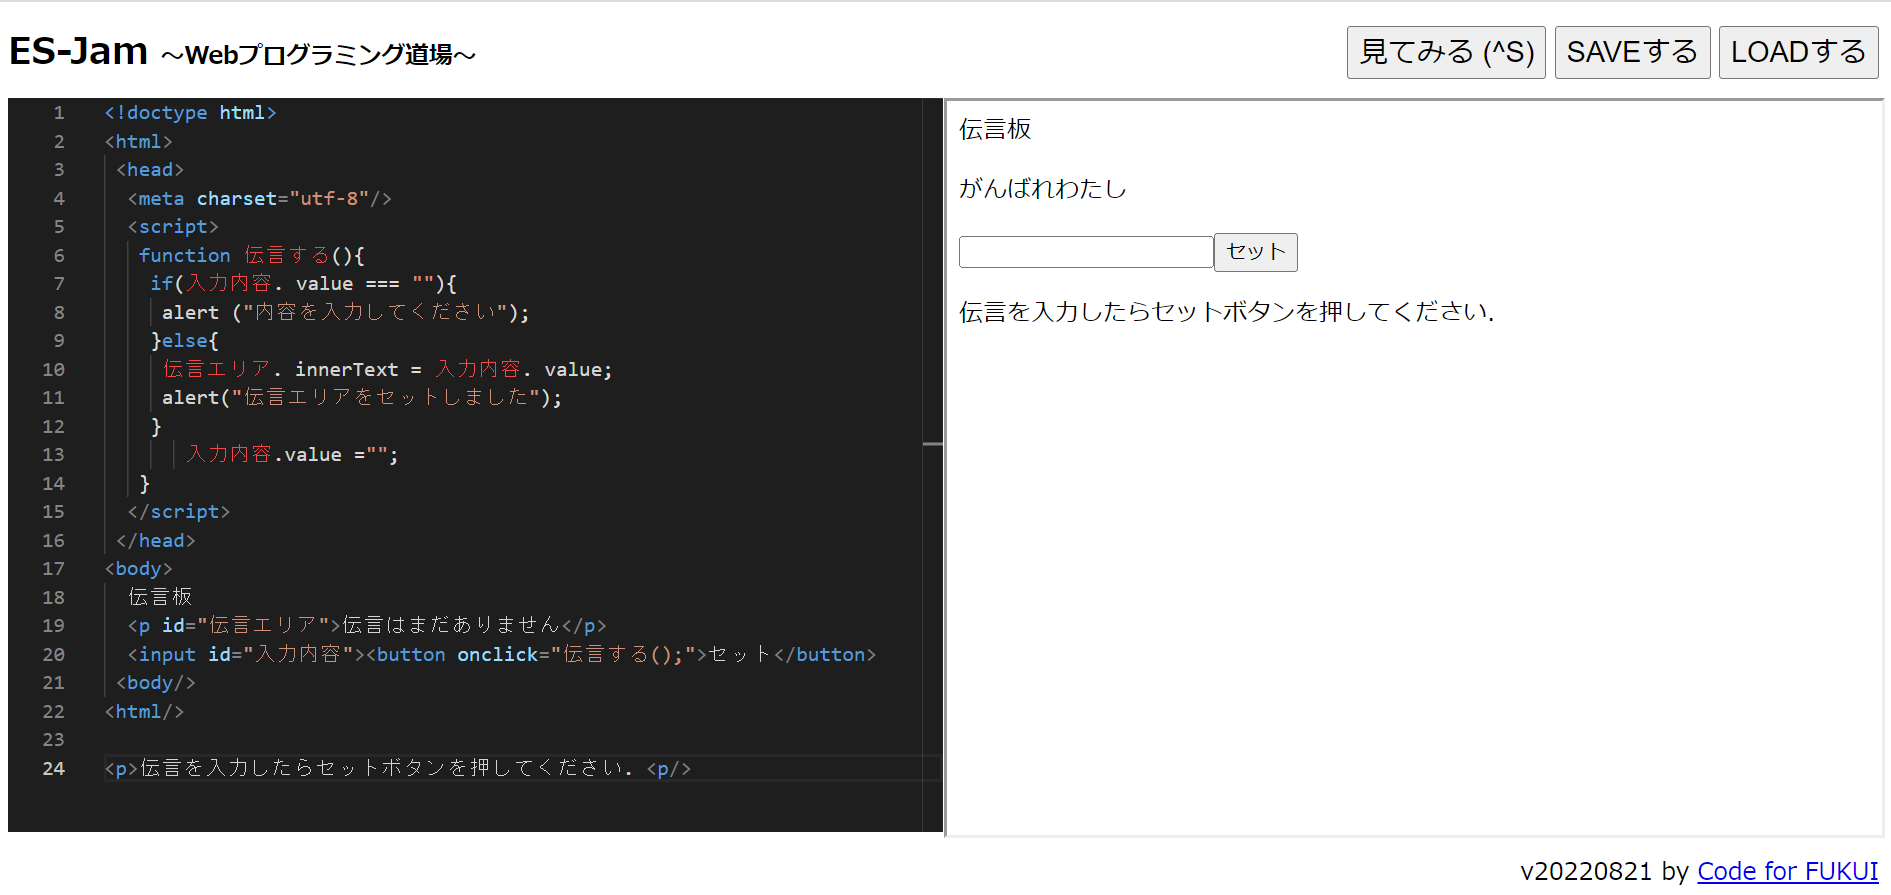 ES-Jam ～Webプログラミング道場～
見てみる (^S) SAVEする LOADする
1 <!doctype html>
2 <html>
3 <head>
4 <meta charset="utf-8"/>
5 <script>
6 function 伝言する(){
7 if(入力内容. value === ""){
8 alert ("内容を入力してください");
9 }else{
10 伝言エリア. innerText = 入力内容. value;
11 alert("伝言エリアをセットしました");
12 }
13 入力内容.value ="";
14 }
15 </script>
16 </head>
17 <body>
18 伝言板
19 <p id="伝言エリア">伝言はまだありません</p>
20 <input id="入力内容"><button onclick="伝言する();">セット</button>
21 <body/>
22 <html/>
23
24 <p>伝言を入力したらセットボタンを押してください. <p/>
伝言板
がんばれわたし
セット
伝言を入力したらセットボタンを押してください.
v20220821 by Code for FUKUI